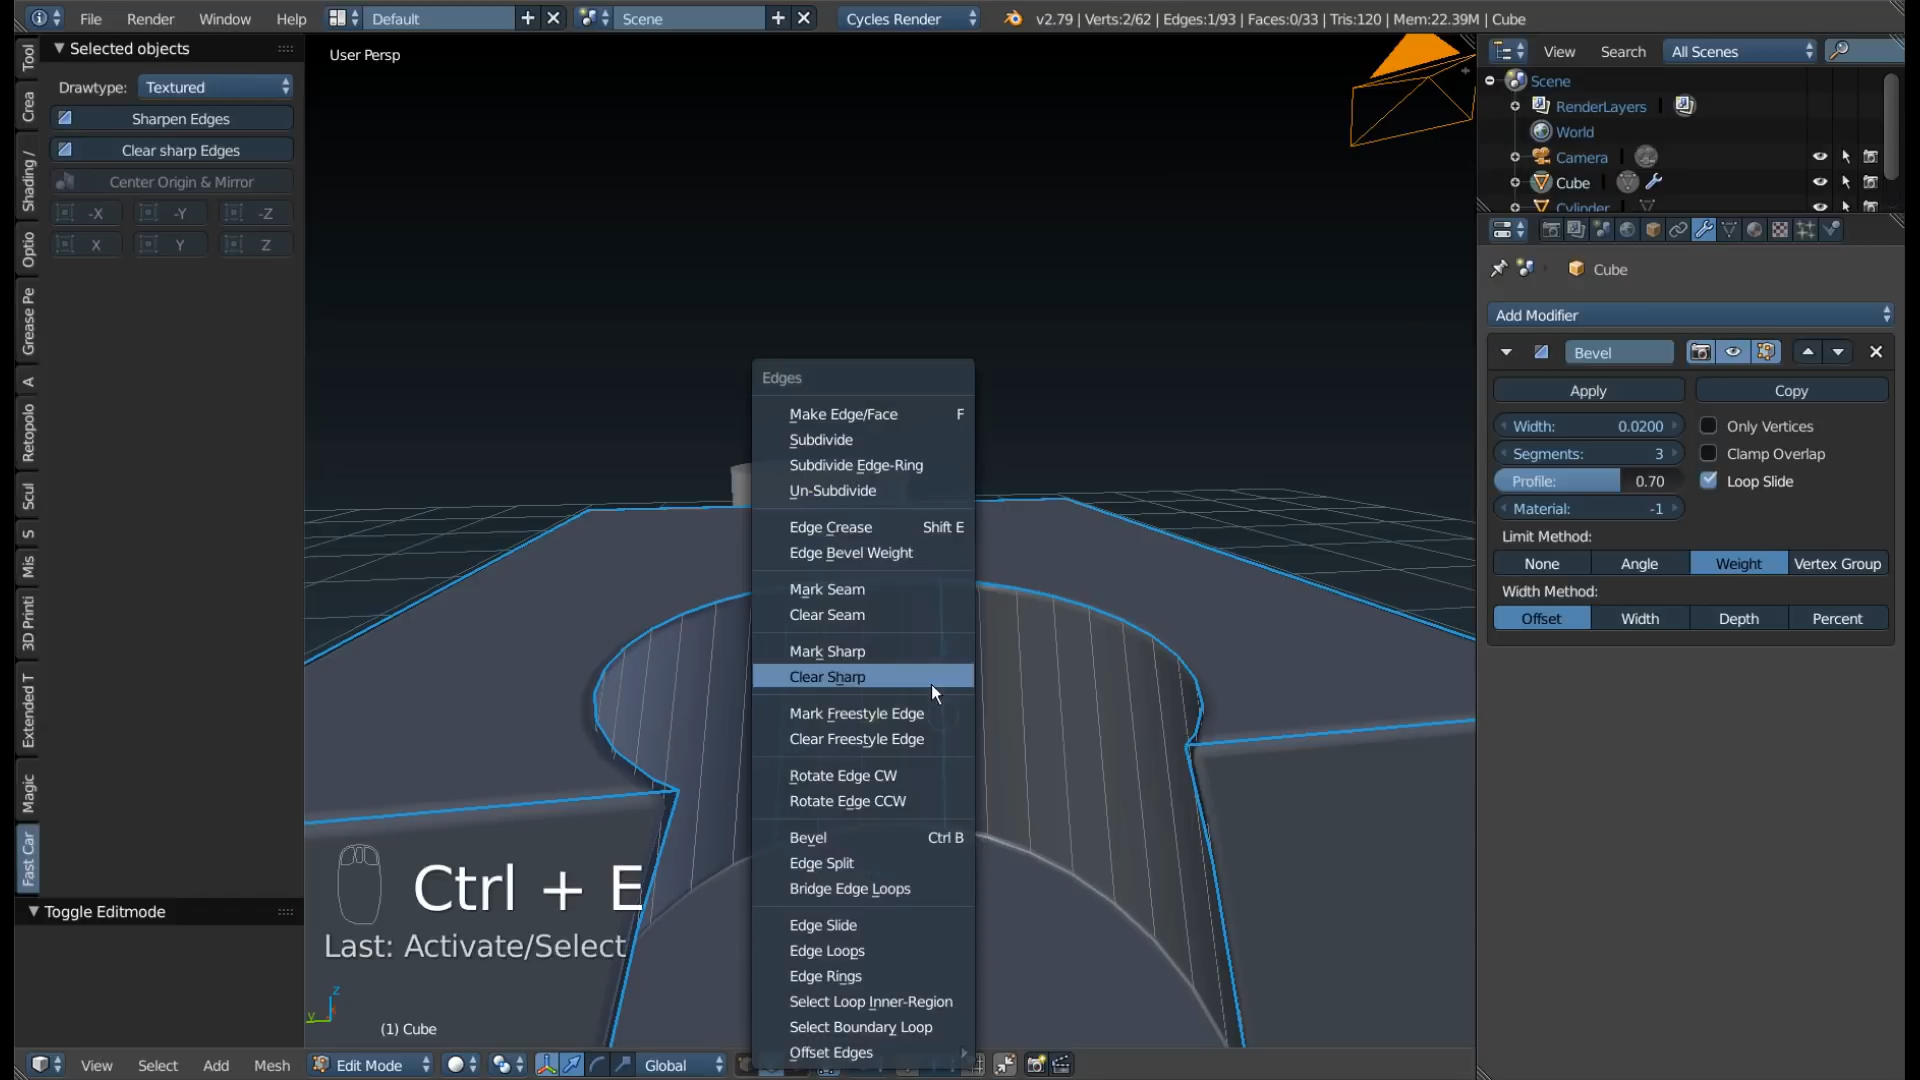 File Render Window Help Default Scene Cycles Render v2.79 | Verts:2/62 | Edges:1/93 | Faces:0/33 | Tris:120 | Mem:22.39M | Cube
Selected objects
Drawtype: Textured
Sharpen Edges
Clear sharp Edges
Center Origin & Mirror
-X -Y -Z
X Y Z
Tool
Crea
Shading /
Optio
Grease Pe
A
Retopolo
Scul
S
Mis
3D Printi
Extended T
Magic
Fast Car
Toggle Editmode
User Persp
Edges
Make Edge/Face F
Subdivide
Subdivide Edge-Ring
Un-Subdivide
Edge Crease Shift E
Edge Bevel Weight
Mark Seam
Clear Seam
Mark Sharp
Clear Sharp
Mark Freestyle Edge
Clear Freestyle Edge
Rotate Edge CW
Rotate Edge CCW
Bevel Ctrl B
Edge Split
Bridge Edge Loops
Edge Slide
Edge Loops
Edge Rings
Select Loop Inner-Region
Select Boundary Loop
Offset Edges
Ctrl + E
Last: Activate/Select
z
y
(1) Cube
View Select Add Mesh Edit Mode Global
View Search All Scenes
Scene
RenderLayers
World
Camera
Cube
Cylinder
Cube
Add Modifier
Bevel
Apply Copy
Width: 0.0200 Only Vertices
Segments: 3 Clamp Overlap
Profile: 0.70 Loop Slide
Material: -1
Limit Method:
None Angle Weight Vertex Group
Width Method:
Offset Width Depth Percent